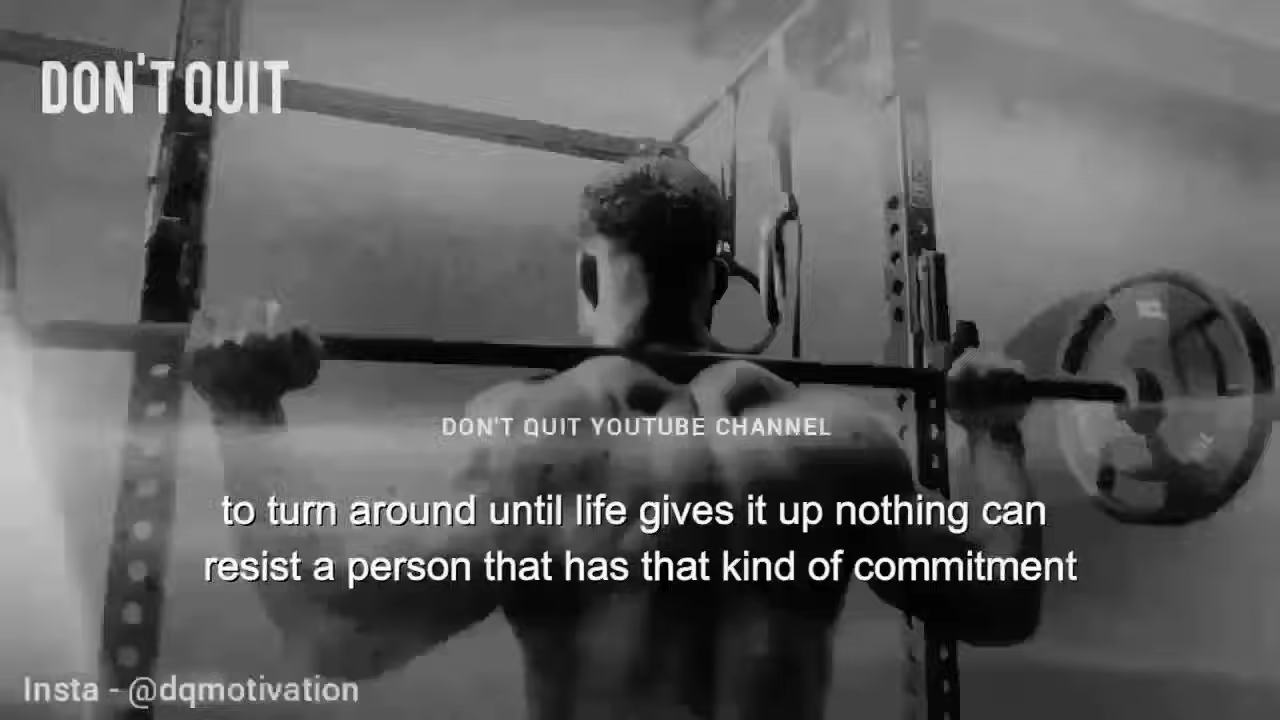 DON'T QUIT
DON'T QUIT YOUTUBE CHANNEL
to turn around until life gives it up nothing can
resist a person that has that kind of commitment
Insta - @dqmotivation